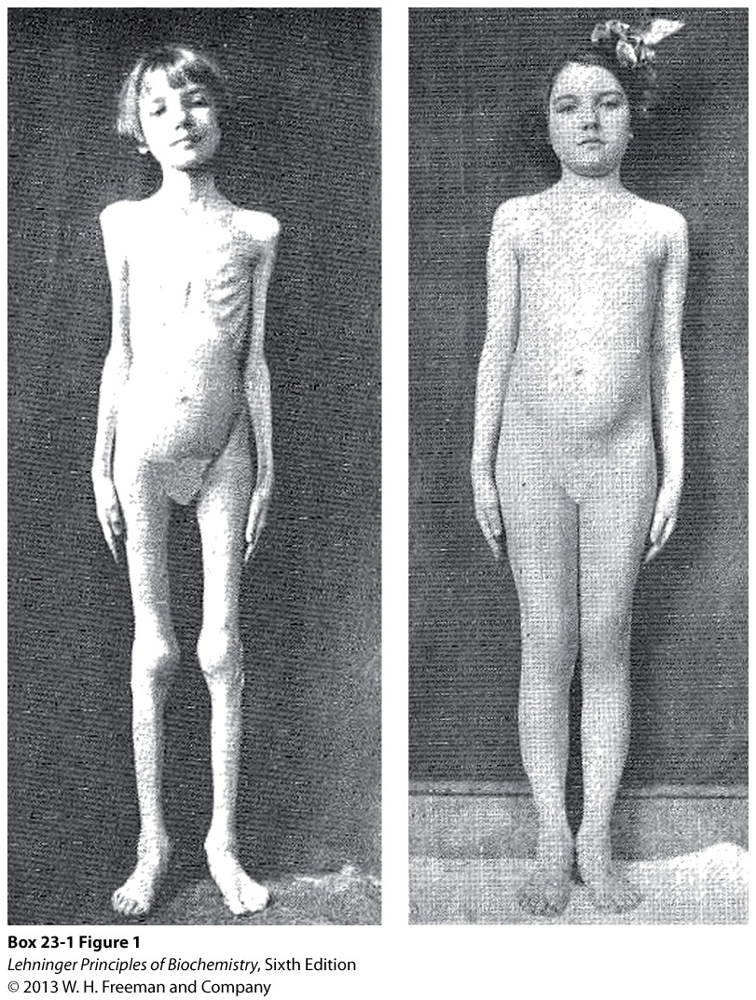 Box 23-1 Figure 1
Lehninger Principles of Biochemistry, Sixth Edition
© 2013 W. H. Freeman and Company